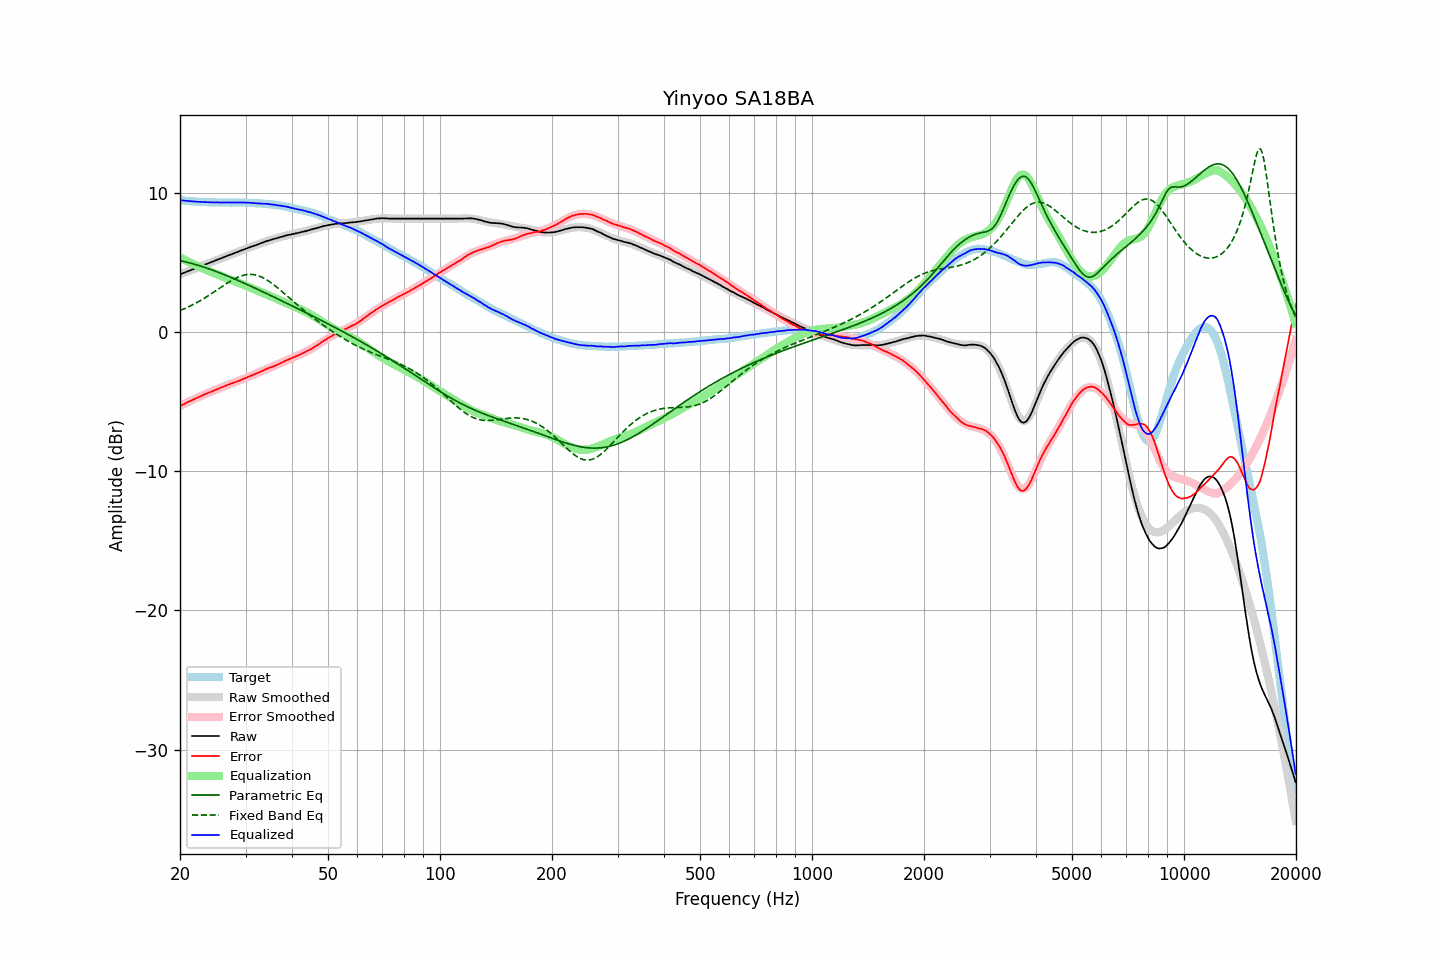 Yinyoo SA18BA
Amplitude (dBr)
10
0
−10
−20
−30
Target
Raw Smoothed
Error Smoothed
Raw
Error
Equalization
Parametric Eq
Fixed Band Eq
Equalized
20 50 100 200 500 1000 2000 5000 10000 20000
Frequency (Hz)